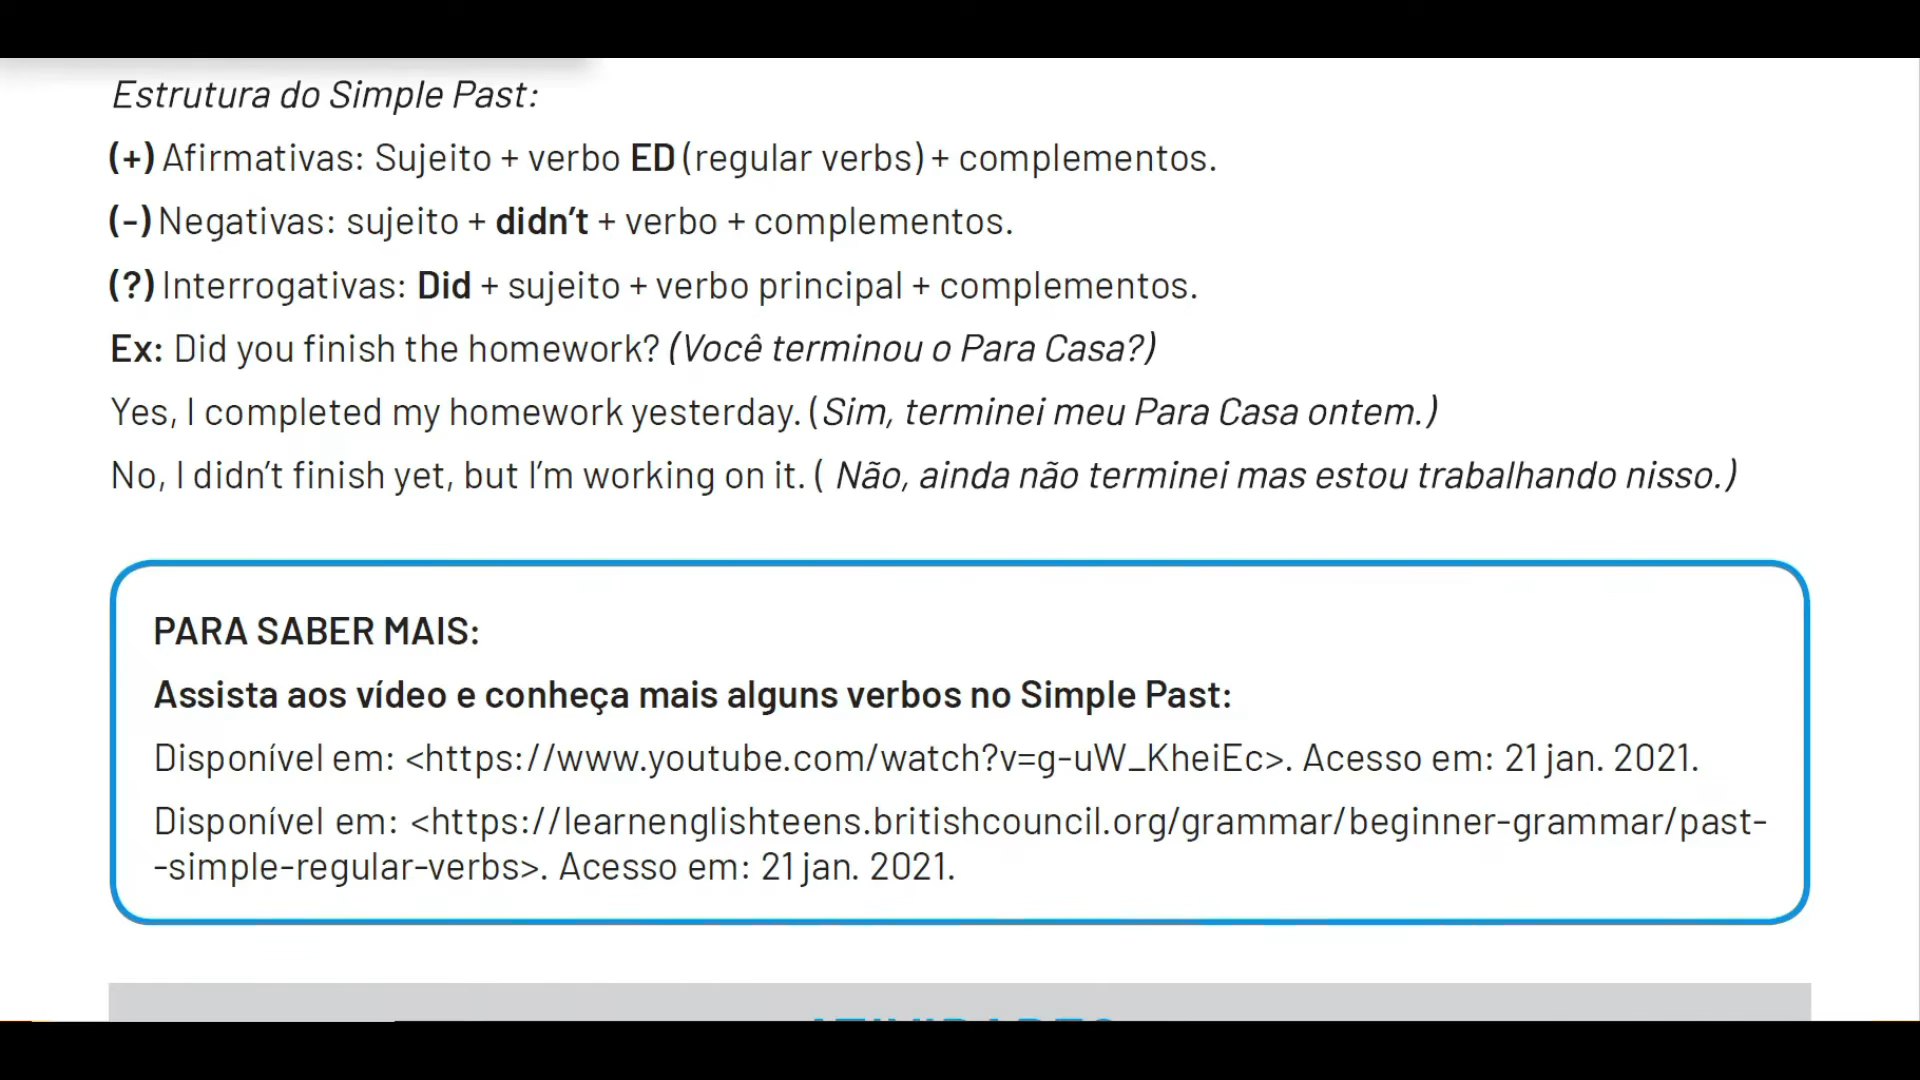 Estrutura do Simple Past:
(+) Afirmativas: Sujeito + verbo ED (regular verbs) + complementos.
(-) Negativas: sujeito + didn't + verbo + complementos.
(?) Interrogativas: Did + sujeito + verbo principal + complementos.
Ex: Did you finish the homework? (Você terminou o Para Casa?)
Yes, I completed my homework yesterday. (Sim, terminei meu Para Casa ontem.)
No, I didn't finish yet, but I'm working on it. ( Não, ainda não terminei mas estou trabalhando nisso.)
PARA SABER MAIS:
Assista aos vídeo e conheça mais alguns verbos no Simple Past:
Disponível em: <https://www.youtube.com/watch?v=g-uW_KheiEc>. Acesso em: 21 jan. 2021.
Disponível em: <https://learnenglishteens.britishcouncil.org/grammar/beginner-grammar/past-
-simple-regular-verbs>. Acesso em: 21 jan. 2021.